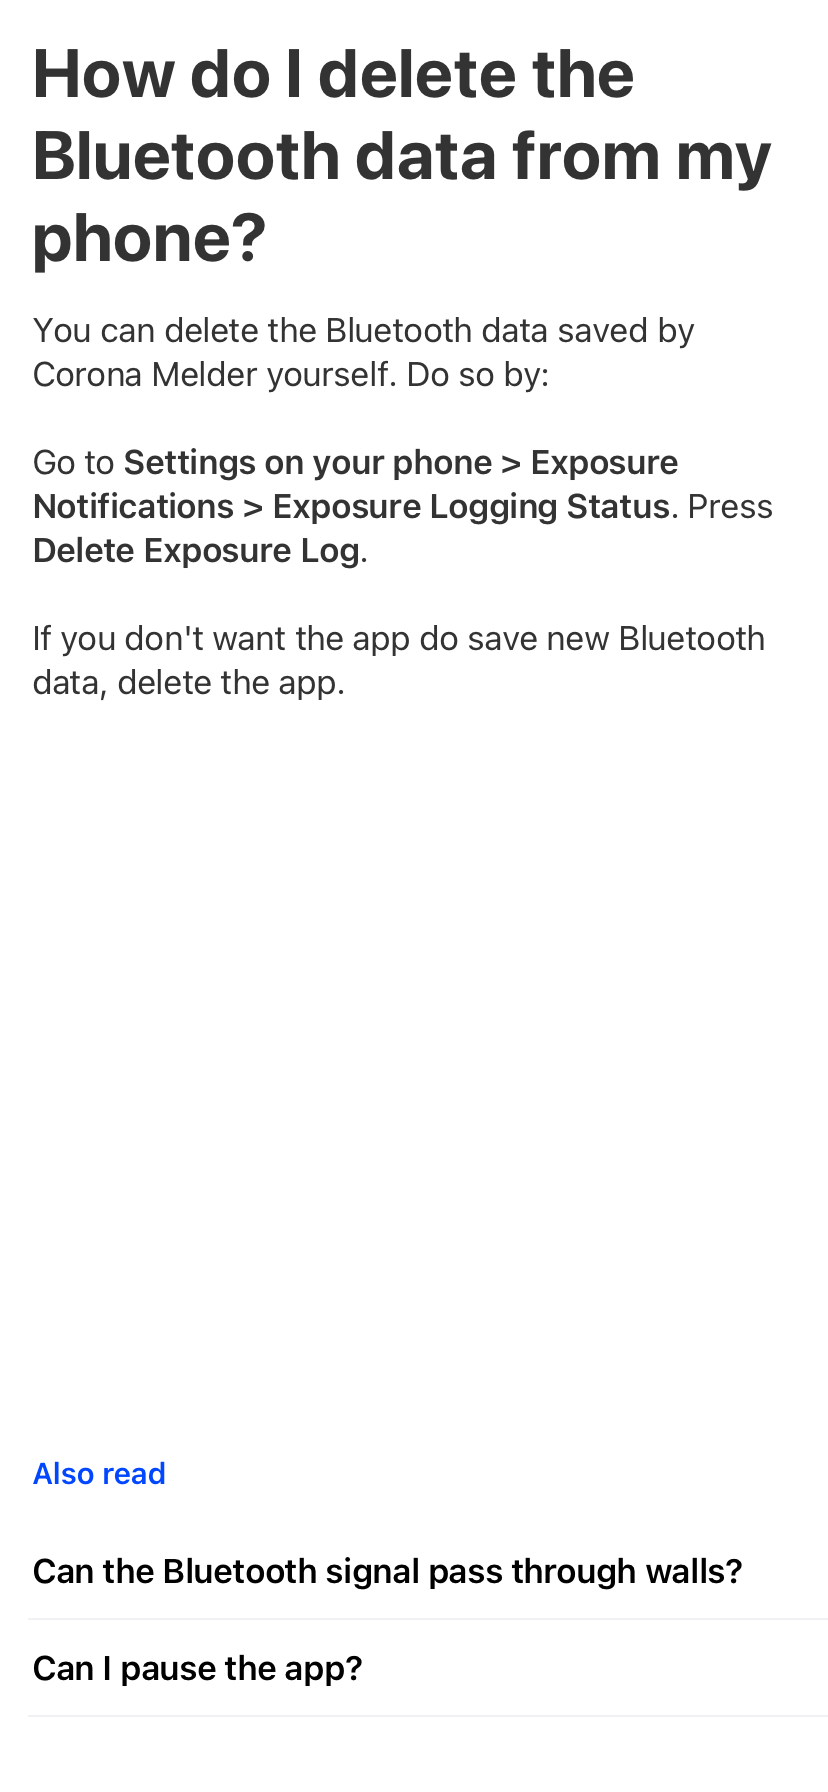 How do I delete the
Bluetooth data from my
phone?
You can delete the Bluetooth data saved by
Corona Melder yourself. Do so by:
Go to Settings on your phone > Exposure
Notifications > Exposure Logging Status. Press
Delete Exposure Log.
If you don't want the app do save new Bluetooth
data, delete the app.
Also read
Can the Bluetooth signal pass through walls?
Can I pause the app?